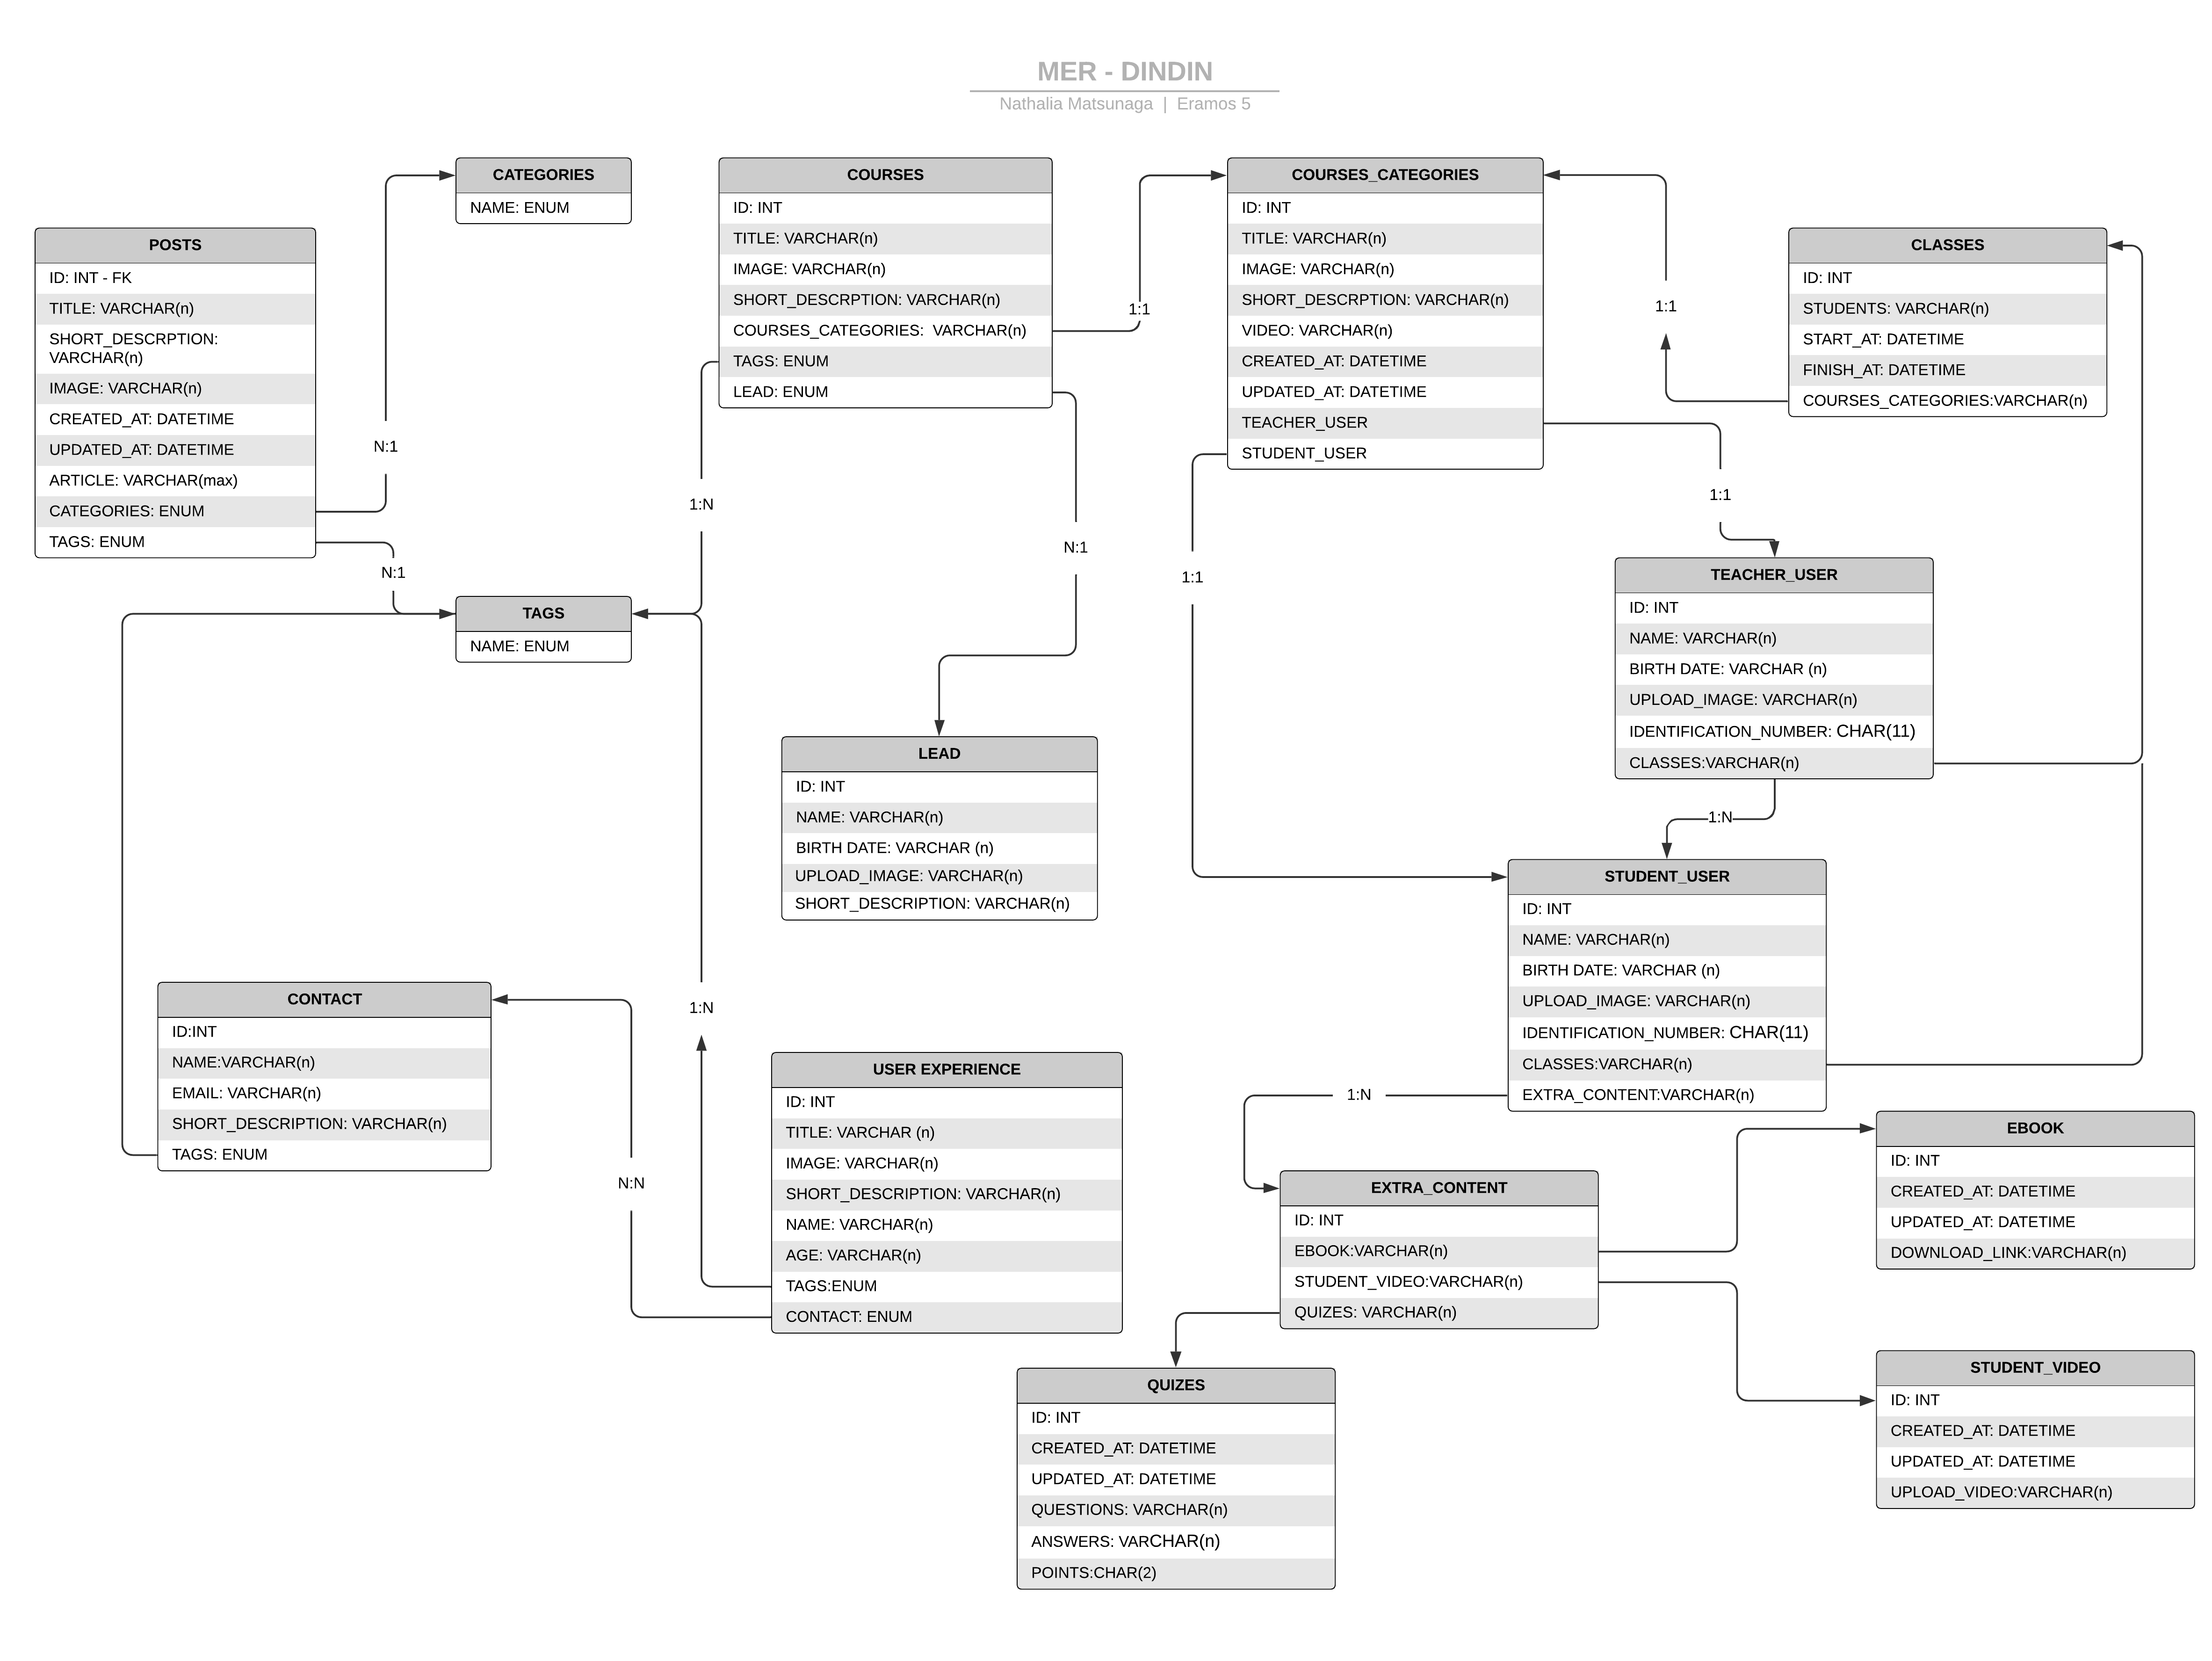 MER - DINDIN
Nathalia Matsunaga | Eramos 5
CATEGORIES
NAME: ENUM
POSTS
ID: INT - FK
TITLE: VARCHAR(n)
SHORT_DESCRPTION:
VARCHAR(n)
IMAGE: VARCHAR(n)
CREATED_AT: DATETIME
UPDATED_AT: DATETIME
ARTICLE: VARCHAR(max)
CATEGORIES: ENUM
TAGS: ENUM
N:1
N:1
TAGS
NAME: ENUM
COURSES
ID: INT
TITLE: VARCHAR(n)
IMAGE: VARCHAR(n)
SHORT_DESCRPTION: VARCHAR(n)
COURSES_CATEGORIES: VARCHAR(n)
TAGS: ENUM
LEAD: ENUM
1:1
1:N
N:1
COURSES_CATEGORIES
ID: INT
TITLE: VARCHAR(n)
IMAGE: VARCHAR(n)
SHORT_DESCRPTION: VARCHAR(n)
VIDEO: VARCHAR(n)
CREATED_AT: DATETIME
UPDATED_AT: DATETIME
TEACHER_USER
STUDENT_USER
1:1
1:1
1:1
CLASSES
ID: INT
STUDENTS: VARCHAR(n)
START_AT: DATETIME
FINISH_AT: DATETIME
COURSES_CATEGORIES:VARCHAR(n)
TEACHER_USER
ID: INT
NAME: VARCHAR(n)
BIRTH DATE: VARCHAR (n)
UPLOAD_IMAGE: VARCHAR(n)
IDENTIFICATION_NUMBER: CHAR(11)
CLASSES:VARCHAR(n)
1:N
LEAD
ID: INT
NAME: VARCHAR(n)
BIRTH DATE: VARCHAR (n)
UPLOAD_IMAGE: VARCHAR(n)
SHORT_DESCRIPTION: VARCHAR(n)
STUDENT_USER
ID: INT
NAME: VARCHAR(n)
BIRTH DATE: VARCHAR (n)
UPLOAD_IMAGE: VARCHAR(n)
IDENTIFICATION_NUMBER: CHAR(11)
CLASSES:VARCHAR(n)
EXTRA_CONTENT:VARCHAR(n)
1:N
CONTACT
ID:INT
NAME:VARCHAR(n)
EMAIL: VARCHAR(n)
SHORT_DESCRIPTION: VARCHAR(n)
TAGS: ENUM
1:N
N:N
USER EXPERIENCE
ID: INT
TITLE: VARCHAR (n)
IMAGE: VARCHAR(n)
SHORT_DESCRIPTION: VARCHAR(n)
NAME: VARCHAR(n)
AGE: VARCHAR(n)
TAGS:ENUM
CONTACT: ENUM
EXTRA_CONTENT
ID: INT
EBOOK:VARCHAR(n)
STUDENT_VIDEO:VARCHAR(n)
QUIZES: VARCHAR(n)
EBOOK
ID: INT
CREATED_AT: DATETIME
UPDATED_AT: DATETIME
DOWNLOAD_LINK:VARCHAR(n)
QUIZES
ID: INT
CREATED_AT: DATETIME
UPDATED_AT: DATETIME
QUESTIONS: VARCHAR(n)
ANSWERS: VARCHAR(n)
POINTS:CHAR(2)
STUDENT_VIDEO
ID: INT
CREATED_AT: DATETIME
UPDATED_AT: DATETIME
UPLOAD_VIDEO:VARCHAR(n)